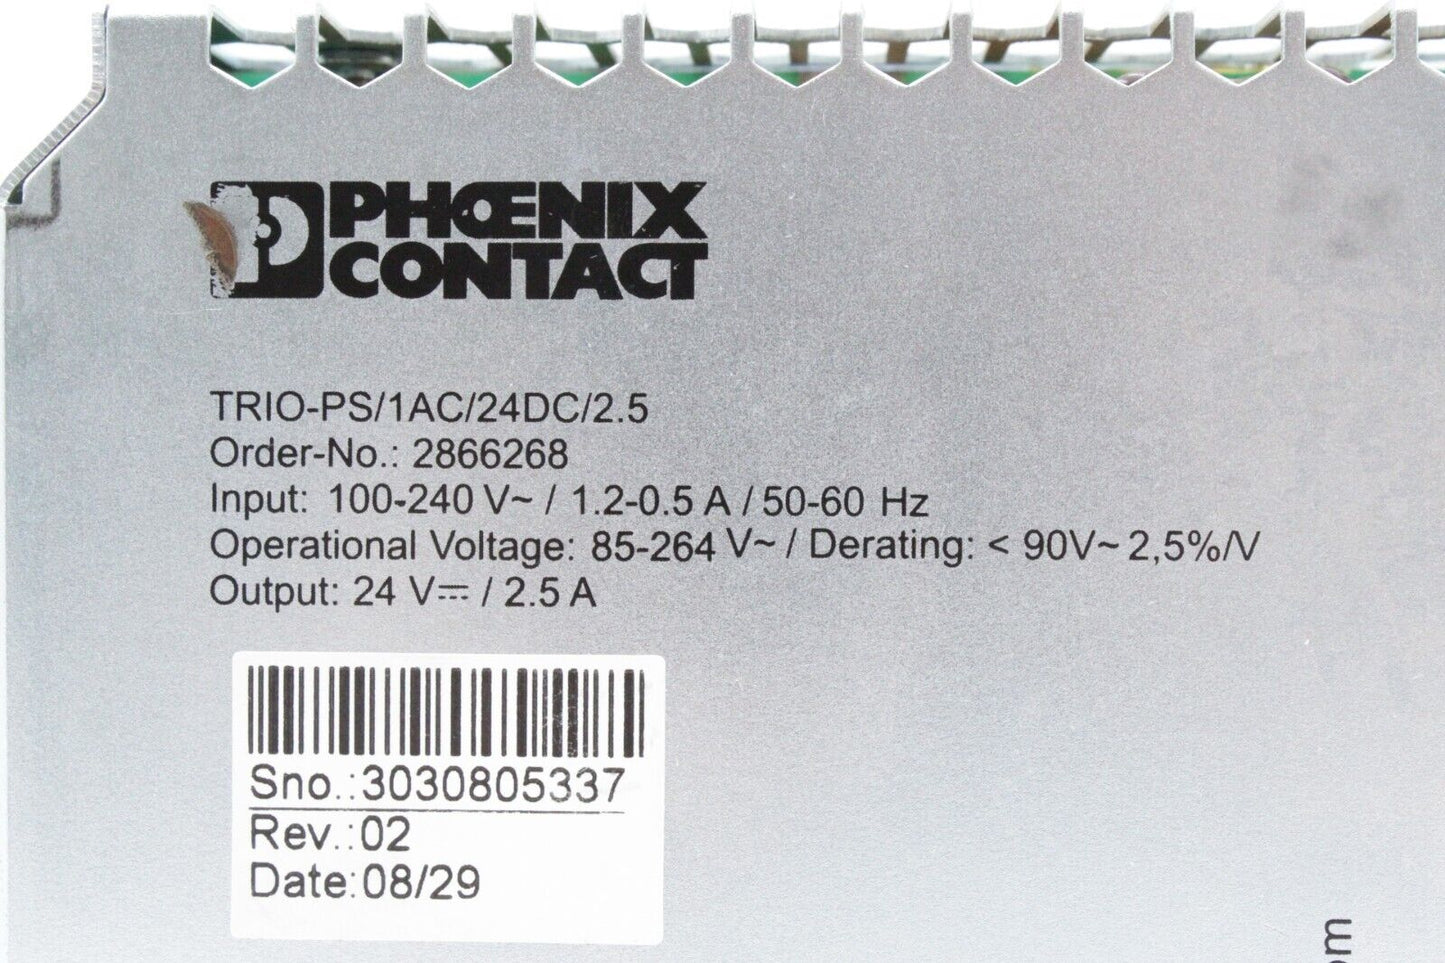 PHŒNIX
CONTACT
TRIO-PS/1AC/24DC/2.5
Order-No.: 2866268
Input: 100-240 V~ / 1.2-0.5 A / 50-60 Hz
Operational Voltage: 85-264 V~ / Derating: < 90V~ 2,5%/V
Output: 24 V⎓ / 2.5 A
Sno.:3030805337
Rev.:02
Date:08/29
om